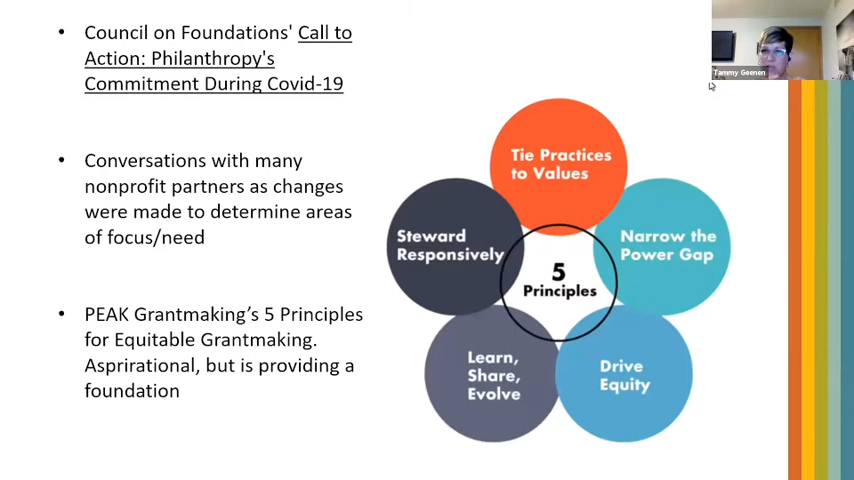 • Council on Foundations' Call to
Action: Philanthropy's
Commitment During Covid-19
• Conversations with many
nonprofit partners as changes
were made to determine areas
of focus/need
• PEAK Grantmaking’s 5 Principles
for Equitable Grantmaking.
Asprirational, but is providing a
foundation
Tie Practices
to Values
Steward
Responsively
Narrow the
Power Gap
5
Principles
Learn,
Share,
Evolve
Drive
Equity
Tammy Geenen